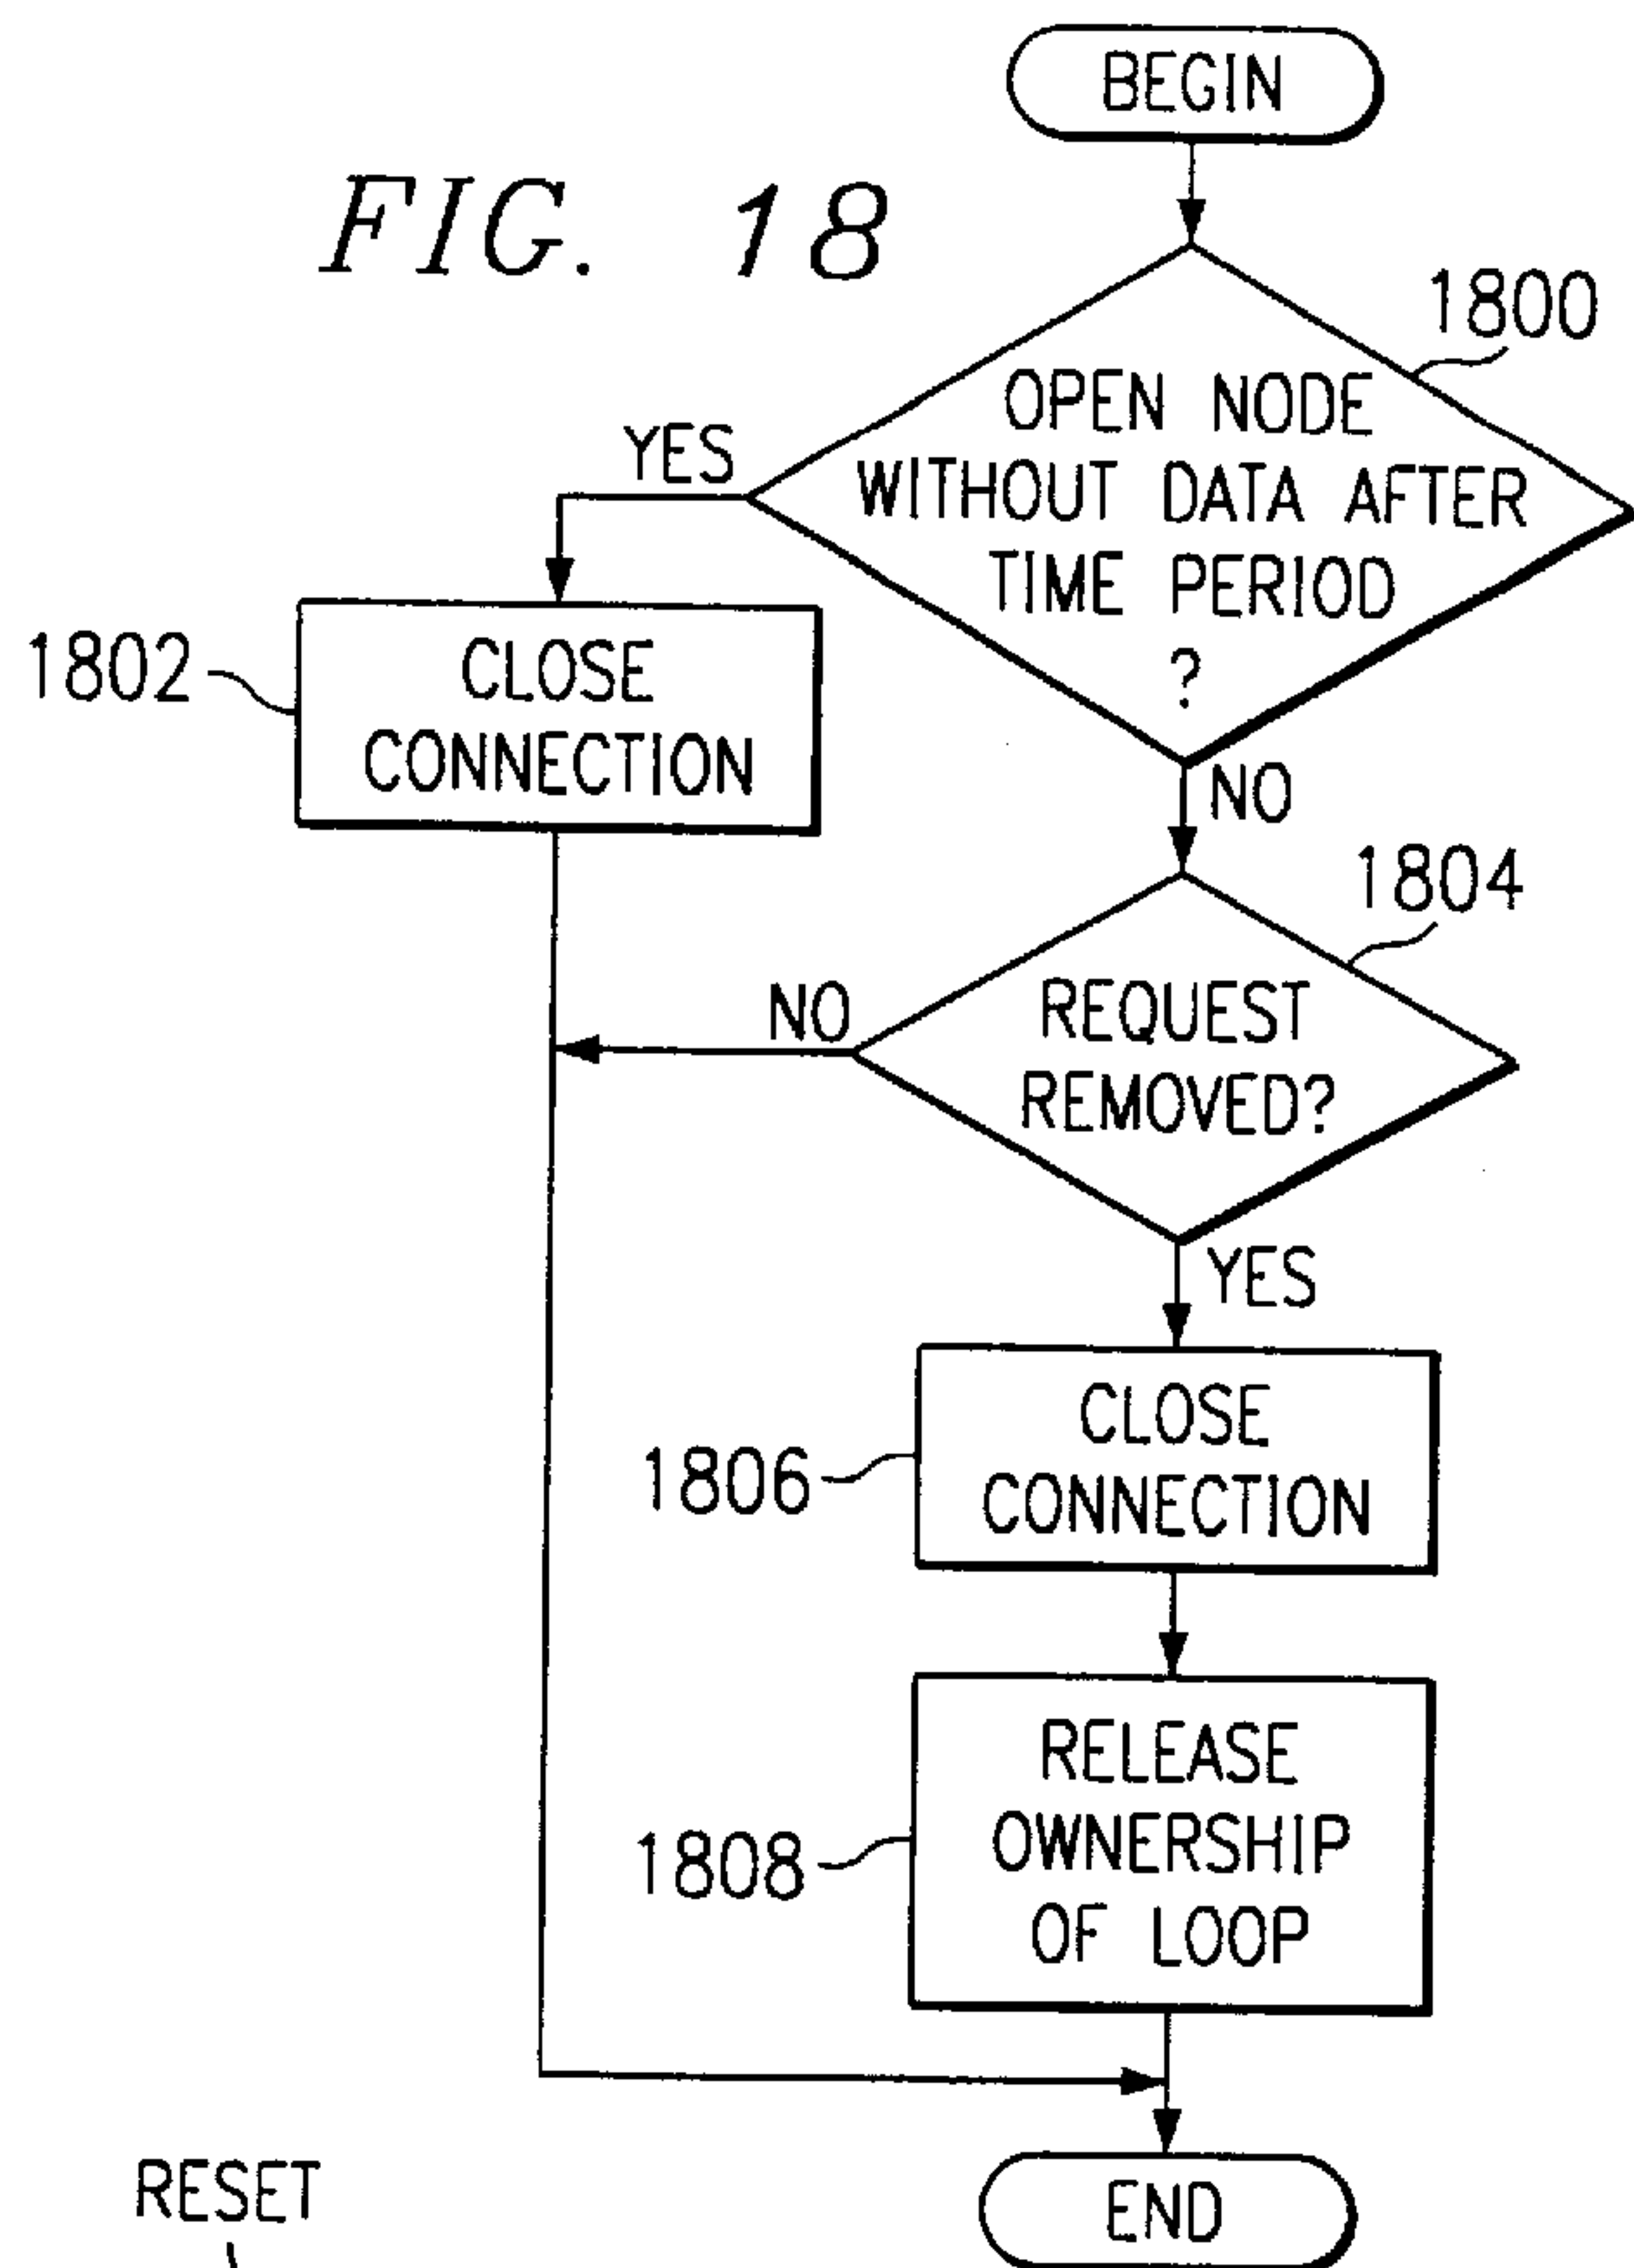 BEGIN
FIG. 18
1800
OPEN NODE
WITHOUT DATA AFTER
TIME PERIOD
?
YES
NO
1802
CLOSE
CONNECTION
1804
REQUEST
REMOVED?
NO
YES
1806
CLOSE
CONNECTION
1808
RELEASE
OWNERSHIP
OF LOOP
END
RESET